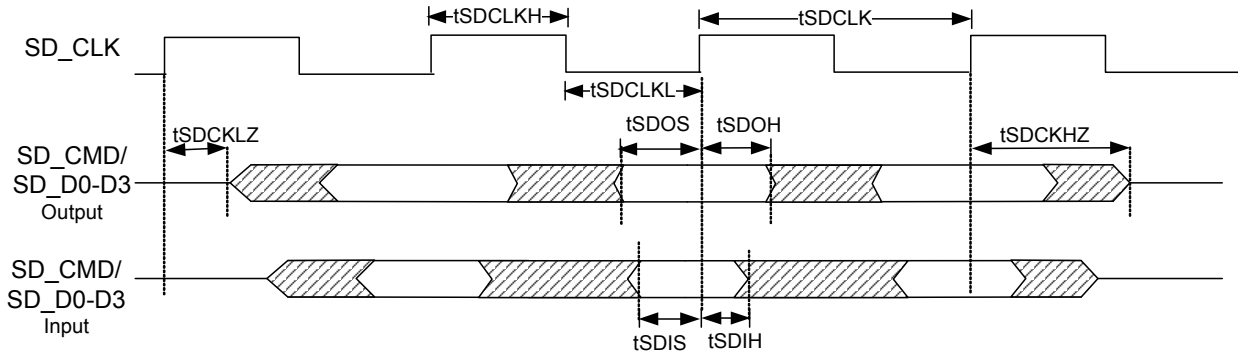 tSDCLKH
tSDCLK
SD_CLK
tSDCLKL
tSDCKLZ
tSDOS
tSDOH
tSDCKHZ
SD_CMD/
SD_D0-D3
Output
SD_CMD/
SD_D0-D3
Input
tSDIS
tSDIH